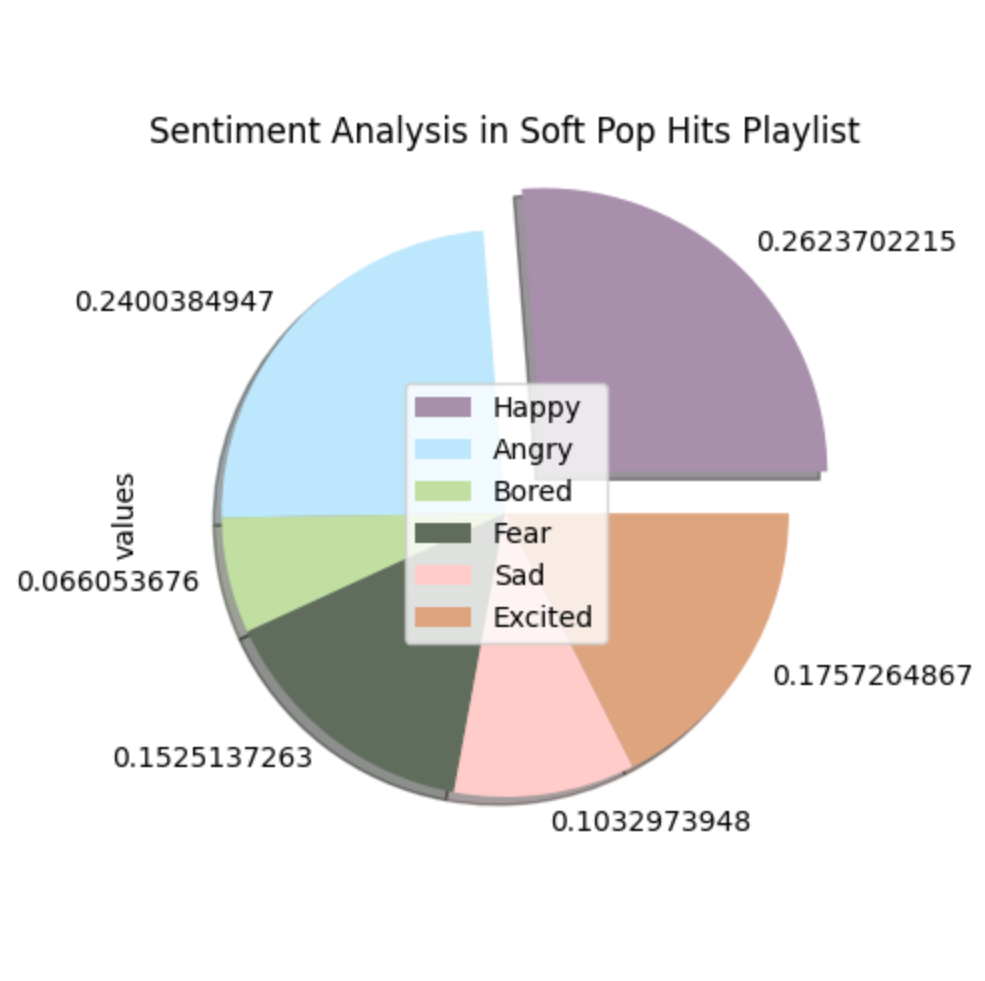 Sentiment Analysis in Soft Pop Hits Playlist
0.2623702215
0.2400384947
Happy
Angry
Bored
Fear
Sad
Excited
values
0.066053676
0.1757264867
0.1525137263
0.1032973948